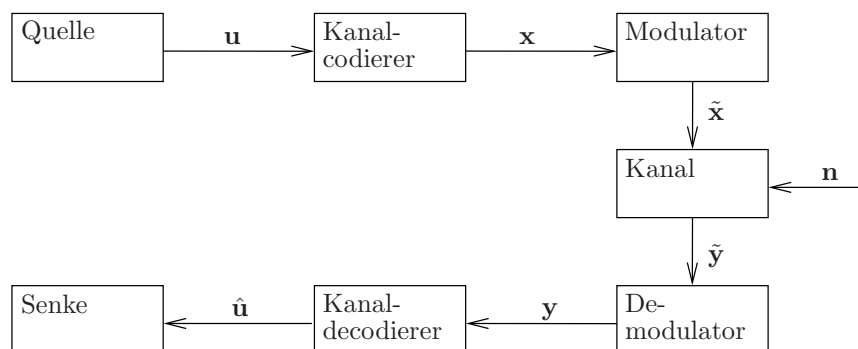 Quelle
u
Kanal-
codierer
x
Modulator
x̃
Kanal
n
ỹ
Senke
û
Kanal-
decodierer
y
De-
modulator